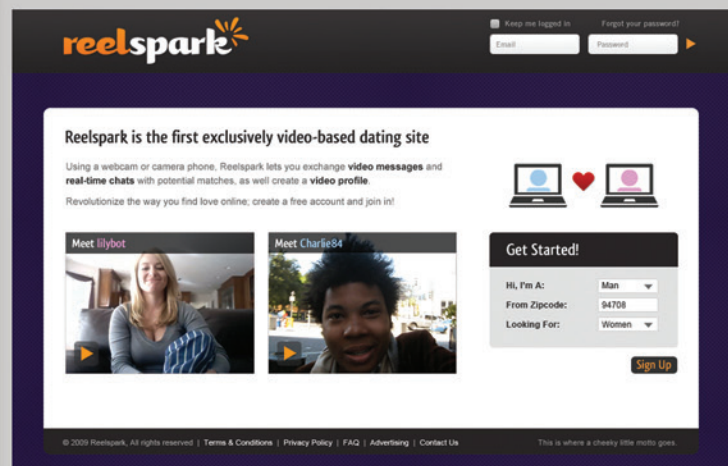 reelspark
Keep me logged in
Forgot your password?
Email
Password
Reelspark is the first exclusively video-based dating site
Using a webcam or camera phone, Reelspark lets you exchange video messages and
real-time chats with potential matches, as well create a video profile.
Revolutionize the way you find love online; create a free account and join in!
Meet lilybot
Meet Charlie84
Get Started!
Hi, I'm A:
Man
From Zipcode:
94708
Looking For:
Women
Sign Up
© 2009 Reelspark, All rights reserved | Terms & Conditions | Privacy Policy | FAQ | Advertising | Contact Us
This is where a cheeky little motto goes.